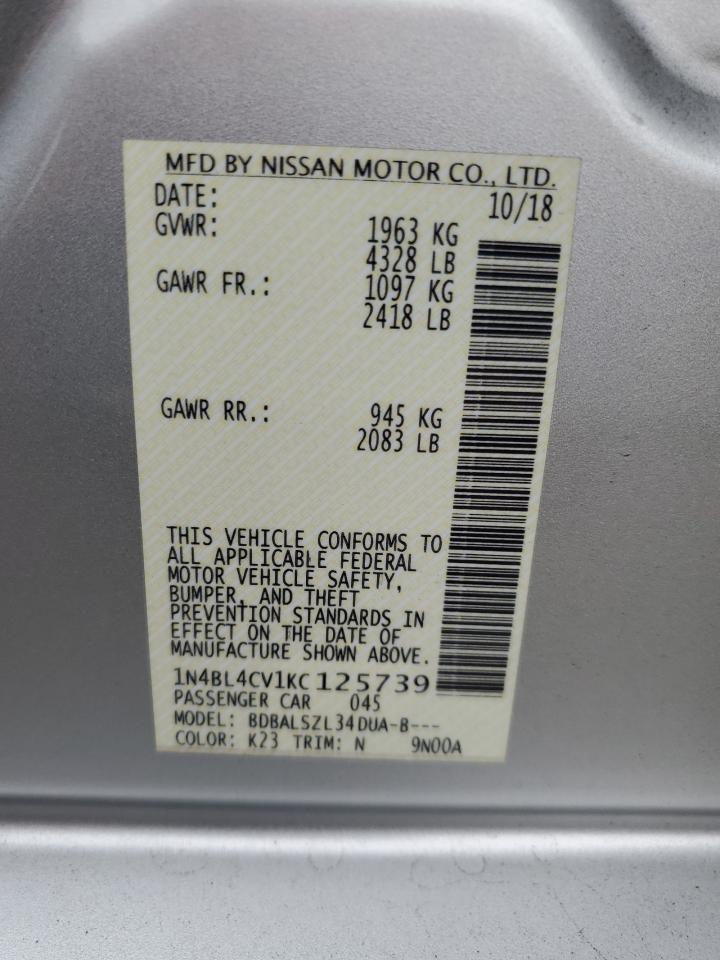 MFD BY NISSAN MOTOR CO., LTD.
DATE: 10/18
GVWR: 1963 KG
4328 LB
GAWR FR.: 1097 KG
2418 LB
GAWR RR.: 945 KG
2083 LB
THIS VEHICLE CONFORMS TO
ALL APPLICABLE FEDERAL
MOTOR VEHICLE SAFETY,
BUMPER, AND THEFT
PREVENTION STANDARDS IN
EFFECT ON THE DATE OF
MANUFACTURE SHOWN ABOVE.
1N4BL4CV1KC125739
PASSENGER CAR 045
MODEL: BDBALSZL34DUA-B---
COLOR: K23 TRIM: N 9N00A